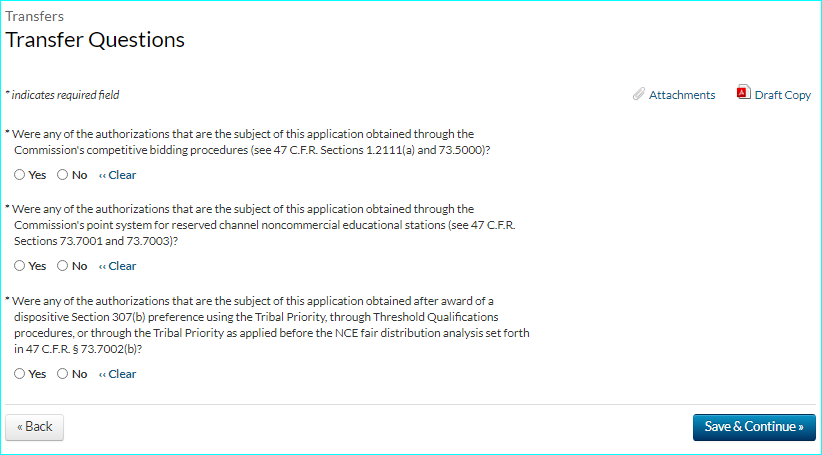 Transfers
Transfer Questions
* indicates required field
Attachments
Draft Copy
* Were any of the authorizations that are the subject of this application obtained through the
Commission's competitive bidding procedures (see 47 C.F.R. Sections 1.2111(a) and 73.5000)?
Yes No ‹‹ Clear
* Were any of the authorizations that are the subject of this application obtained through the
Commission's point system for reserved channel noncommercial educational stations (see 47 C.F.R.
Sections 73.7001 and 73.7003)?
Yes No ‹‹ Clear
* Were any of the authorizations that are the subject of this application obtained after award of a
dispositive Section 307(b) preference using the Tribal Priority, through Threshold Qualifications
procedures, or through the Tribal Priority as applied before the NCE fair distribution analysis set forth
in 47 C.F.R. § 73.7002(b)?
Yes No ‹‹ Clear
« Back
Save & Continue »